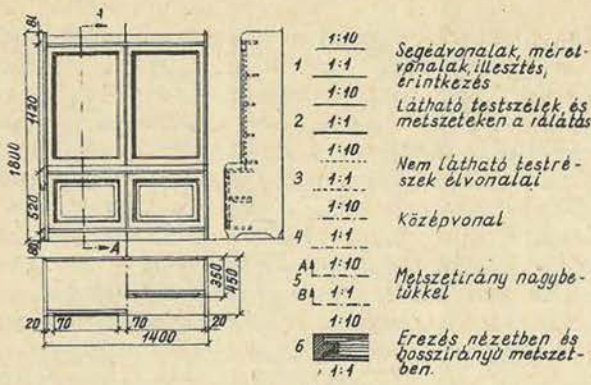 A
81
1120
1800
520
80
A
350
450
20
70
70
20
1400
1:10
1
1:1
Segédvonalak, méret-
vonalak, illesztés,
érintkezés
1:10
2
1:1
Látható testszélek és
metszeteken a rálátás
1:10
3
1:1
Nem látható testré-
szek élvonalai
1:10
4
1:1
Középvonal
A
1:10
5
B
1:1
Metszetirány nagybe-
tűkkel
1:10
6
1:1
Erezés nézetben és
hosszirányú metszet-
ben.